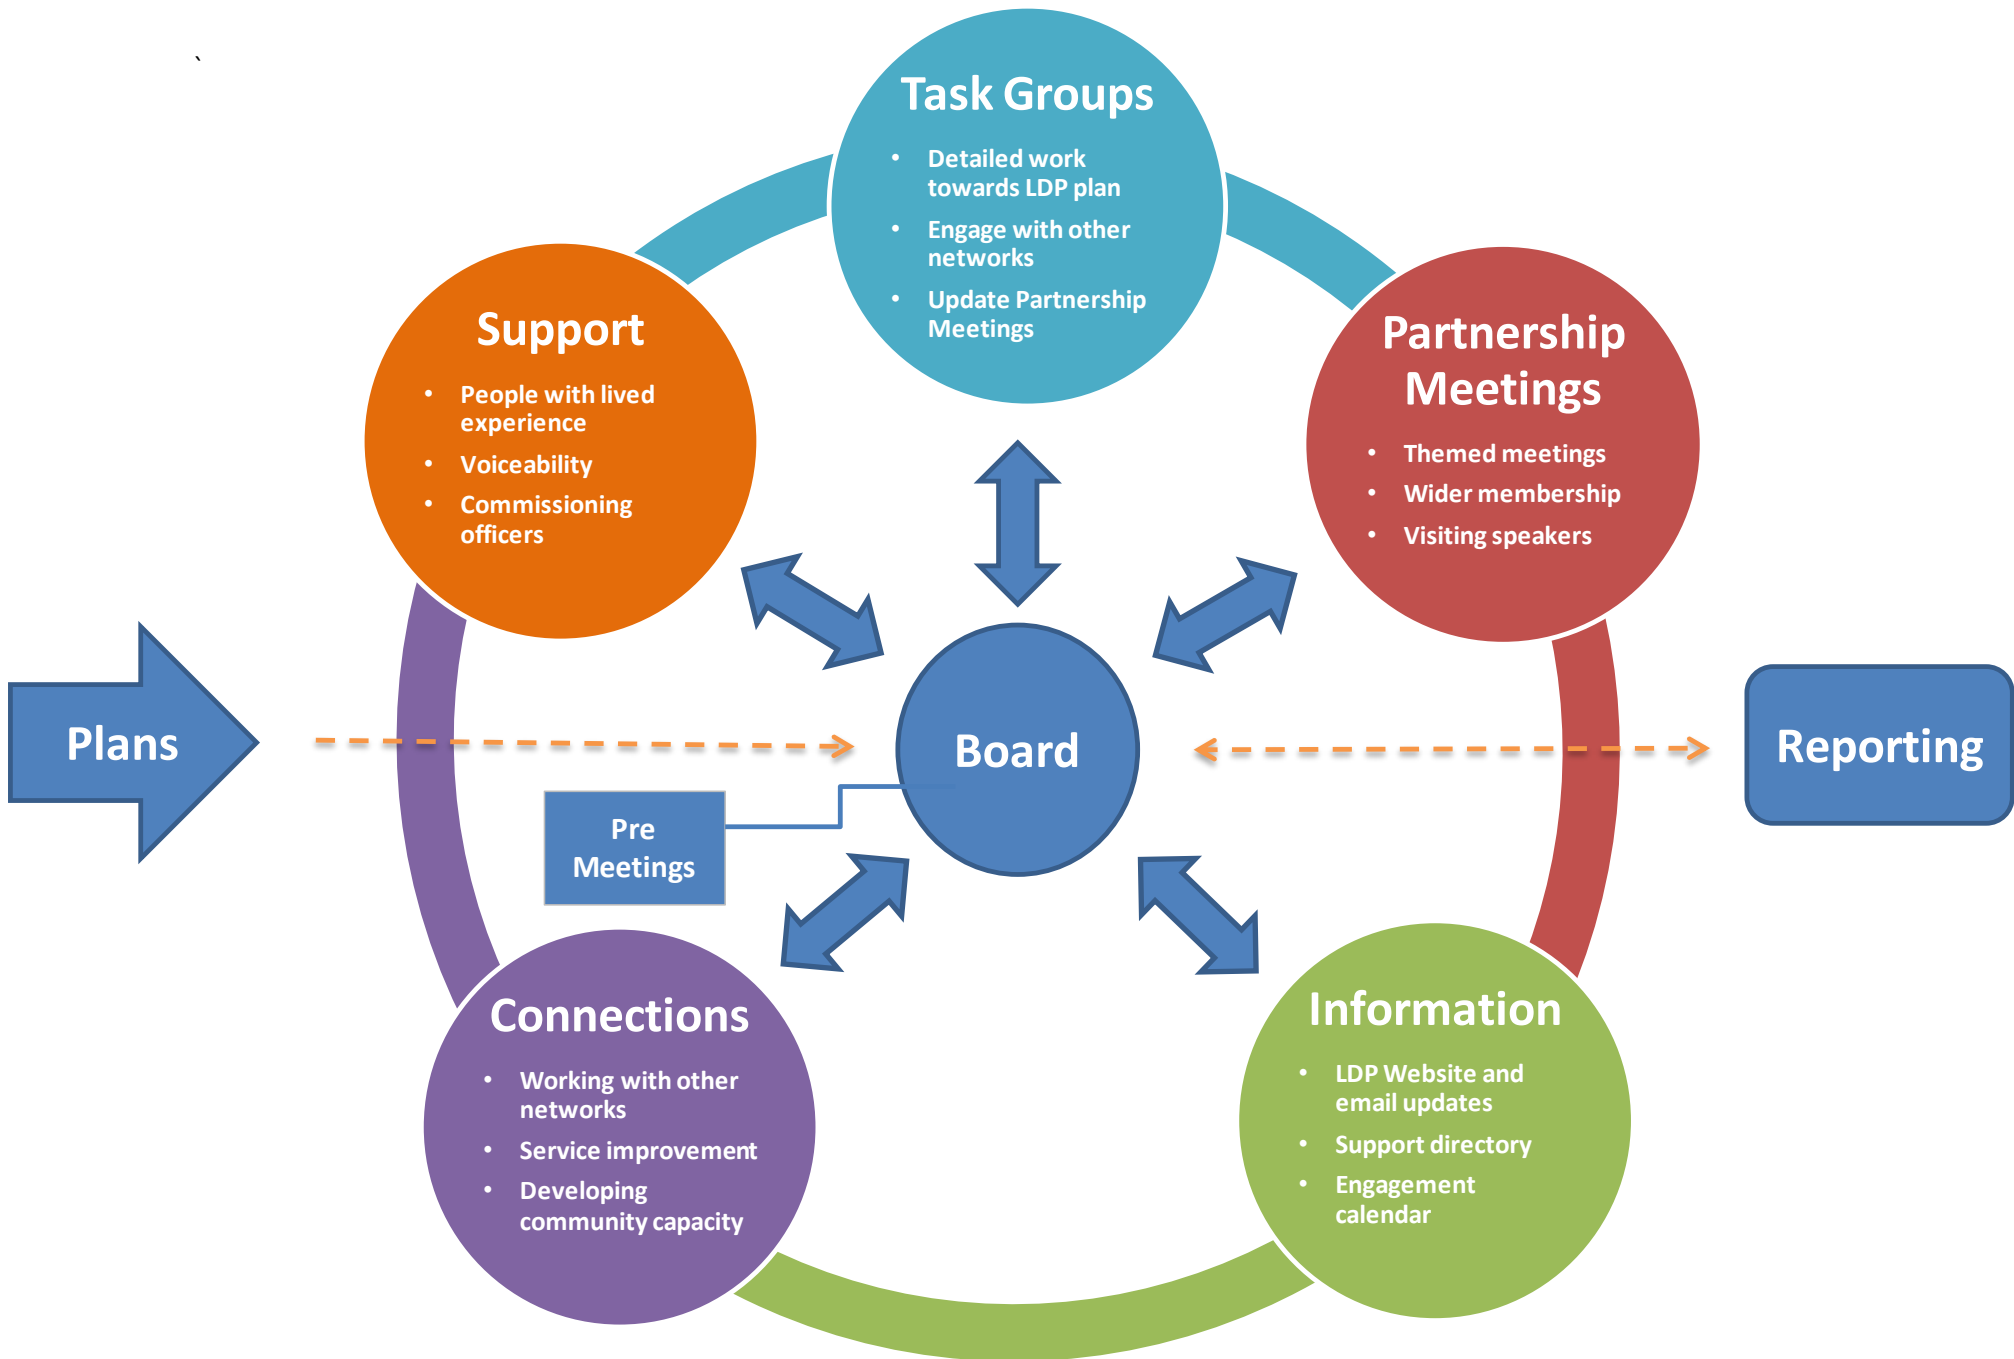 `
Task Groups
• Detailed work
towards LDP plan
• Engage with other
networks
• Update Partnership
Meetings
Support
• People with lived
experience
• Voiceability
• Commissioning
officers
Partnership
Meetings
• Themed meetings
• Wider membership
• Visiting speakers
Plans
Board
Reporting
Pre
Meetings
Connections
• Working with other
networks
• Service improvement
• Developing
community capacity
Information
• LDP Website and
email updates
• Support directory
• Engagement
calendar